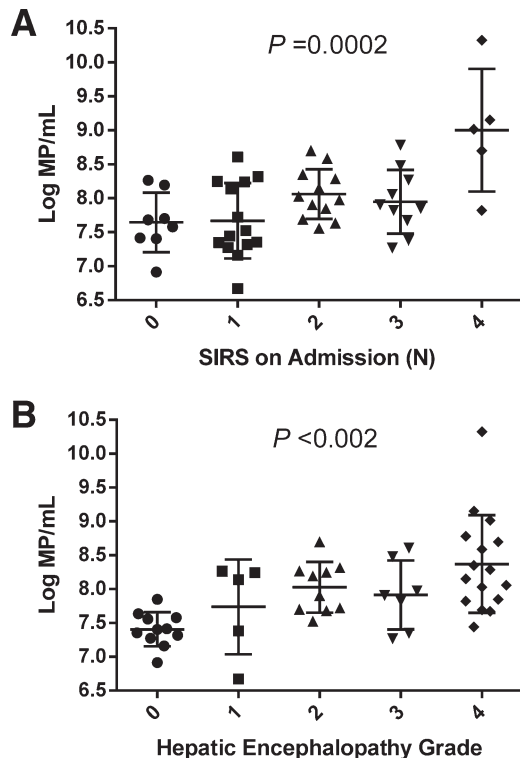 A
P =0.0002
Log MP/mL
10.5
10.0
9.5
9.0
8.5
8.0
7.5
7.0
6.5
0 1 2 3 4
SIRS on Admission (N)
B
P <0.002
Log MP/mL
10.5
10.0
9.5
9.0
8.5
8.0
7.5
7.0
6.5
0 1 2 3 4
Hepatic Encephalopathy Grade